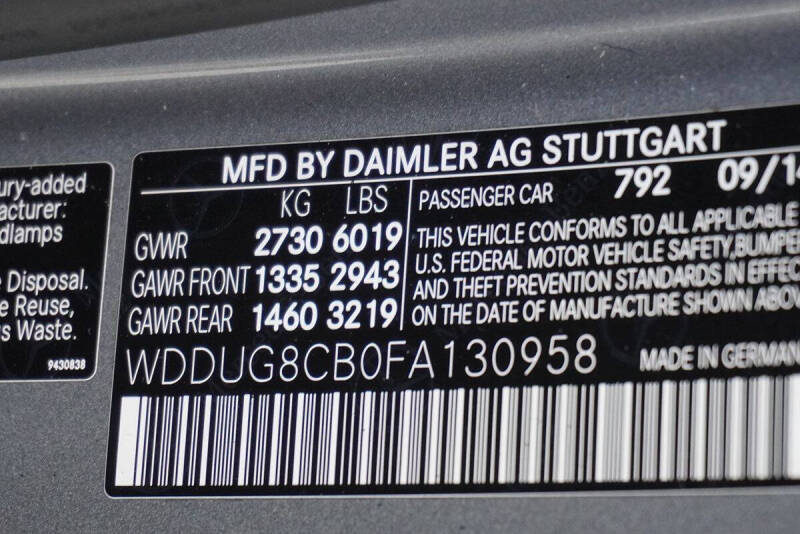 ury-added
acturer:
dlamps
e Disposal.
e Reuse,
s Waste.
9430838
MFD BY DAIMLER AG STUTTGART
KG LBS
GVWR 2730 6019
GAWR FRONT 1335 2943
GAWR REAR 1460 3219
PASSENGER CAR 792 09/14
THIS VEHICLE CONFORMS TO ALL APPLICABLE
U.S. FEDERAL MOTOR VEHICLE SAFETY, BUMPE
AND THEFT PREVENTION STANDARDS IN EFFEC
ON THE DATE OF MANUFACTURE SHOWN ABOV
WDDUG8CB0FA130958
MADE IN GERMAN